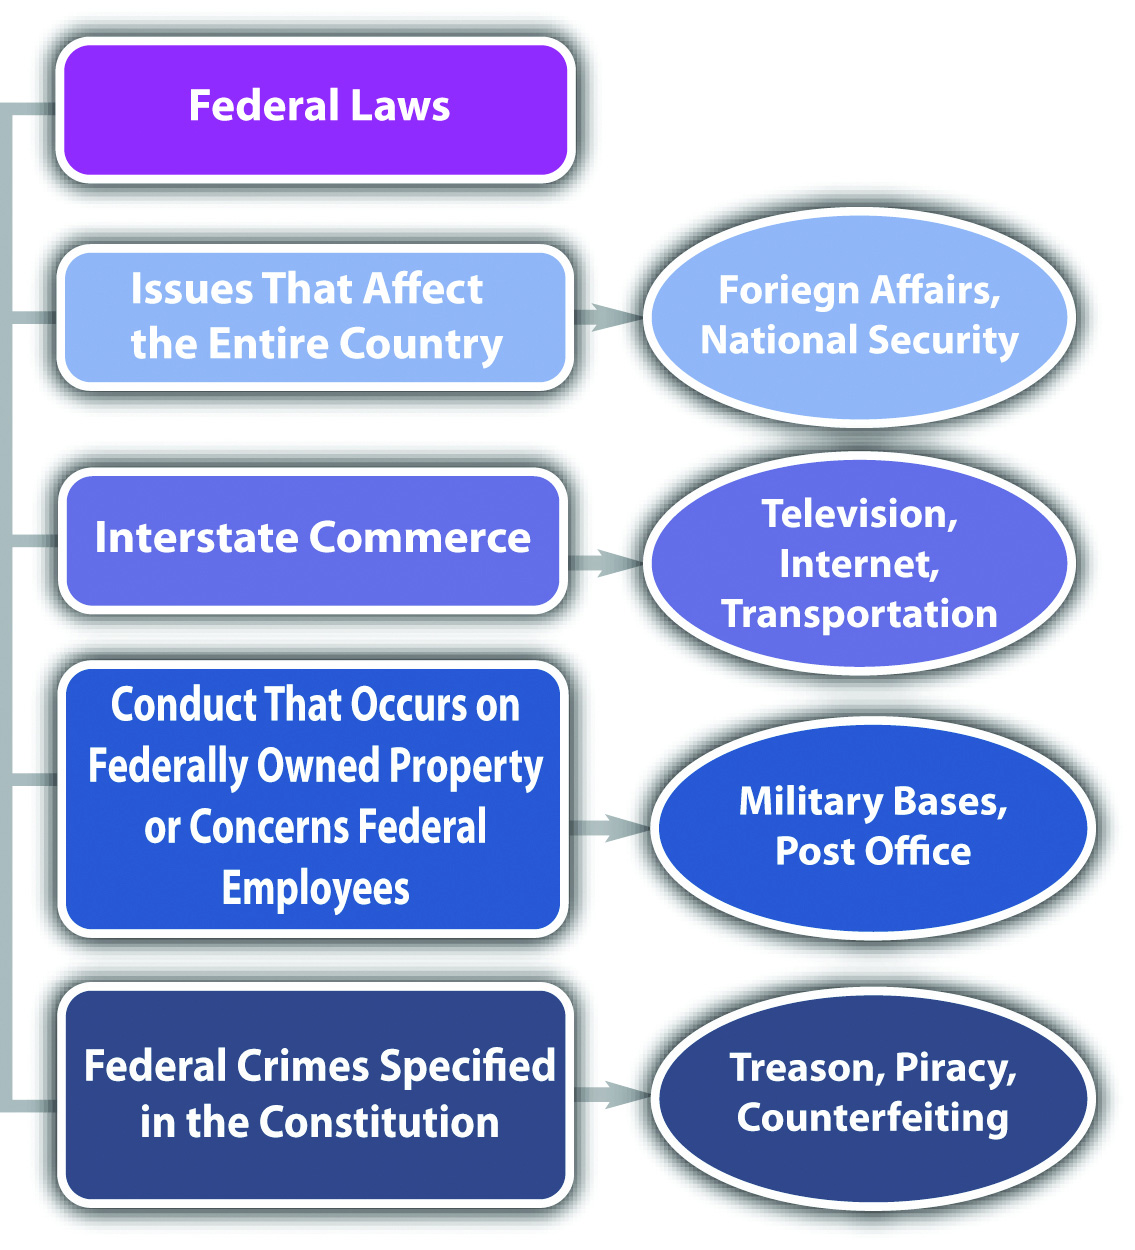 Federal Laws
Issues That Affect
the Entire Country
Foriegn Affairs,
National Security
Interstate Commerce
Television,
Internet,
Transportation
Conduct That Occurs on
Federally Owned Property
or Concerns Federal
Employees
Military Bases,
Post Office
Federal Crimes Specified
in the Constitution
Treason, Piracy,
Counterfeiting